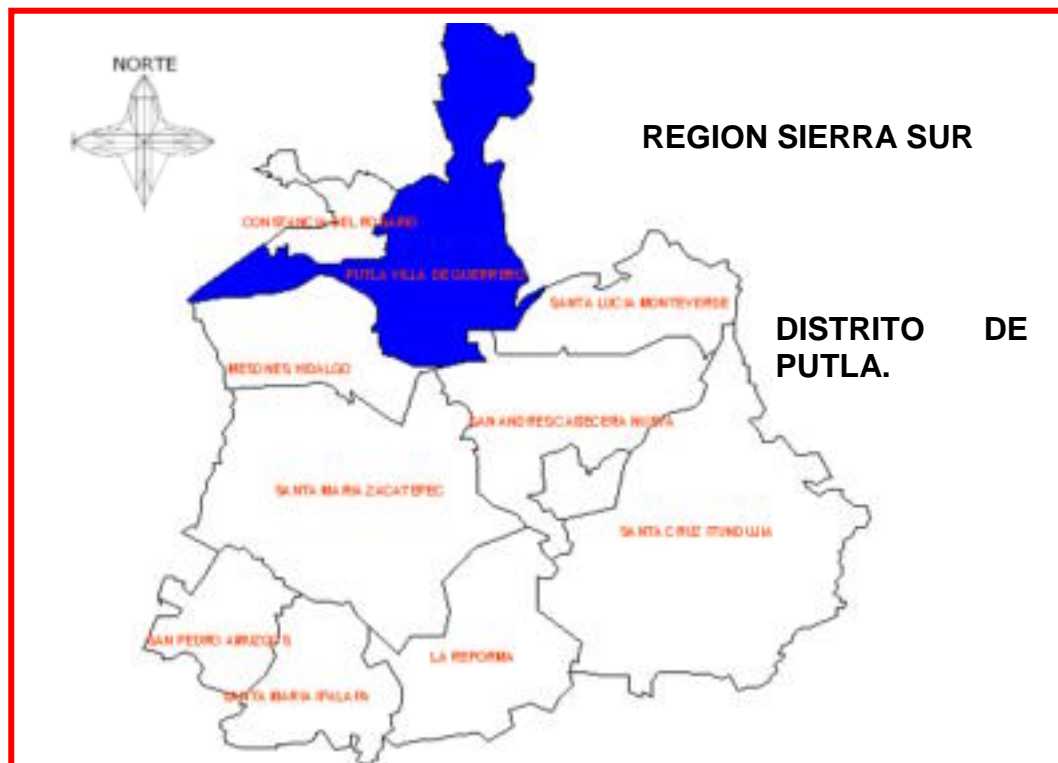 NORTE
REGION SIERRA SUR
CONSTANCIA DEL ROSARIO
PUTLA VILLA DE GUERRERO
SANTA LUCIA MONTEVERDE
DISTRITO DE
PUTLA.
MESONES HIDALGO
SAN ANDRES CABECERA NUEVA
SANTA MARIA ZACATEPEC
SANTA CRUZ ITUNDUJIA
SAN PEDRO AMUZGOS
LA REFORMA
SANTA MARIA IPALAPA